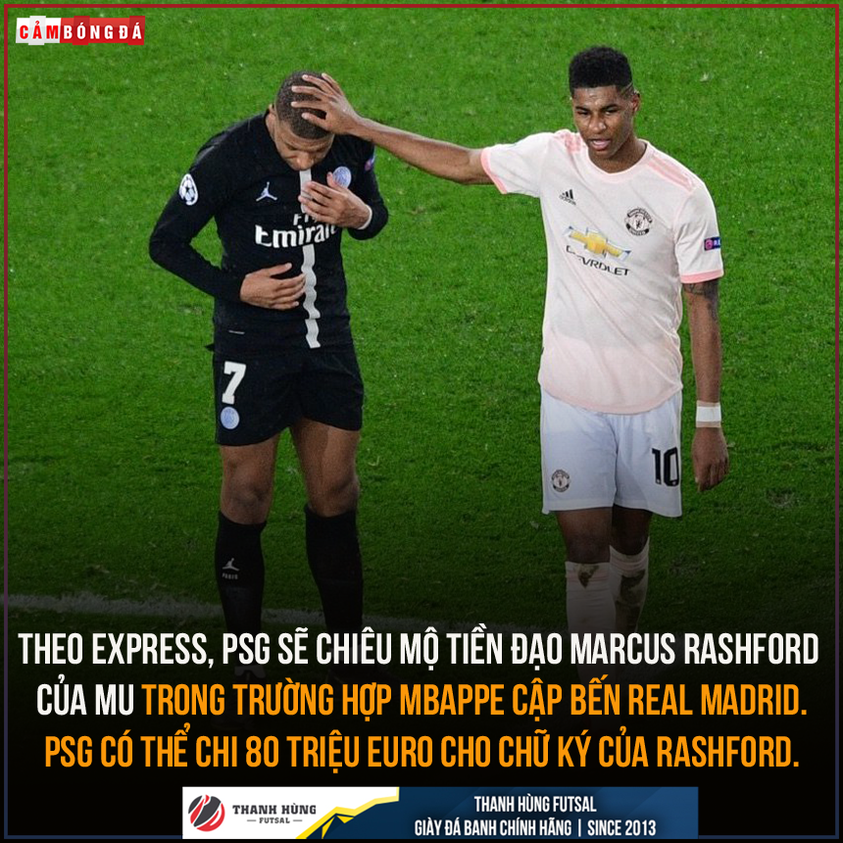 CẢMBÓNGĐÁ
Fly
Emirates
CHEVROLET
7
10
THEO EXPRESS, PSG SẼ CHIÊU MỘ TIỀN ĐẠO MARCUS RASHFORD
CỦA MU TRONG TRƯỜNG HỢP MBAPPE CẬP BẾN REAL MADRID.
PSG CÓ THỂ CHI 80 TRIỆU EURO CHO CHỮ KÝ CỦA RASHFORD.
THANH HÙNG
FUTSAL
THANH HÙNG FUTSAL
GIÀY ĐÁ BANH CHÍNH HÃNG | SINCE 2013